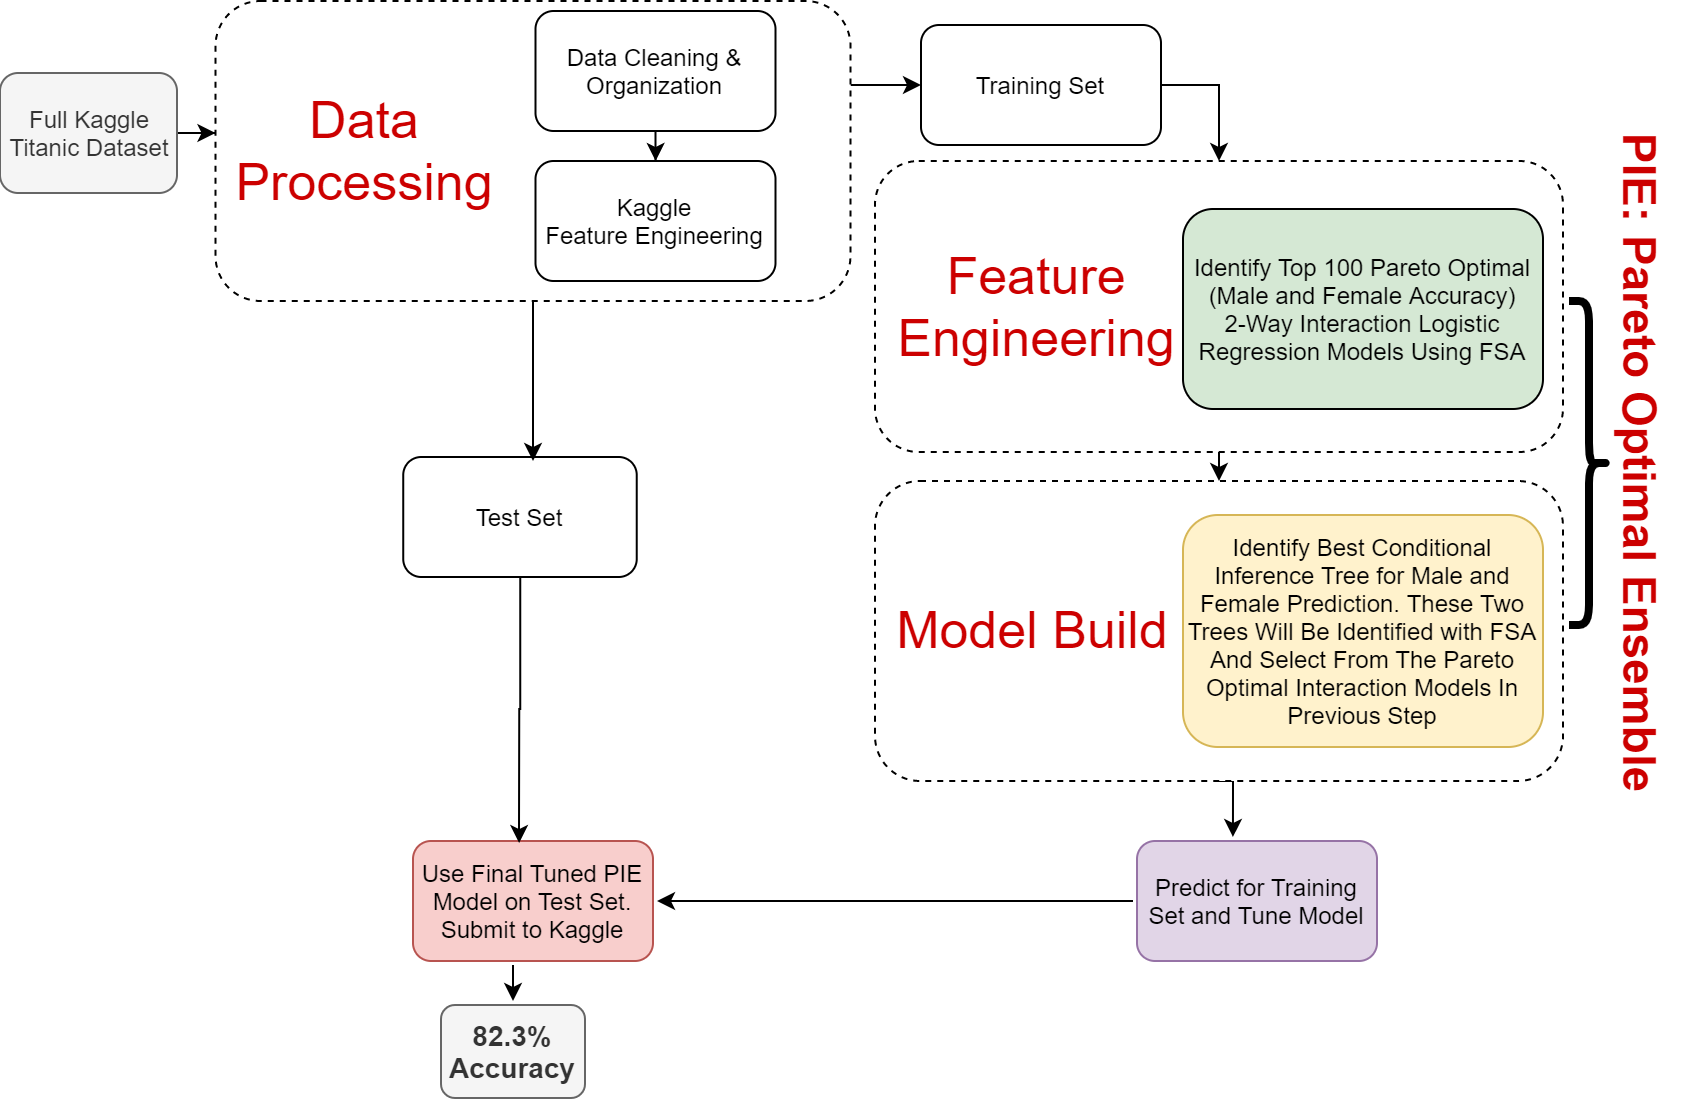 Full Kaggle
Titanic Dataset
Data
Processing
Data Cleaning &
Organization
Kaggle
Feature Engineering
Training Set
Feature
Engineering
Identify Top 100 Pareto Optimal
(Male and Female Accuracy)
2-Way Interaction Logistic
Regression Models Using FSA
PIE: Pareto Optimal Ensemble
Test Set
Model Build
Identify Best Conditional
Inference Tree for Male and
Female Prediction. These Two
Trees Will Be Identified with FSA
And Select From The Pareto
Optimal Interaction Models In
Previous Step
Use Final Tuned PIE
Model on Test Set.
Submit to Kaggle
Predict for Training
Set and Tune Model
82.3%
Accuracy